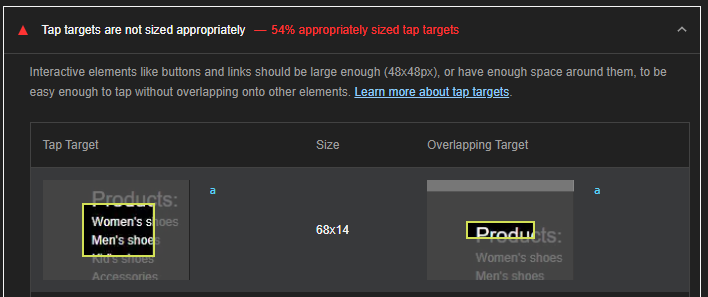 Tap targets are not sized appropriately — 54% appropriately sized tap targets
Interactive elements like buttons and links should be large enough (48x48px), or have enough space around them, to be
easy enough to tap without overlapping onto other elements. Learn more about tap targets.
Tap Target Size Overlapping Target
Products:
Women's shoes
Men's shoes
Kid's shoes
Accessories
a
68x14
Products:
Women's shoes
Men's shoes
a